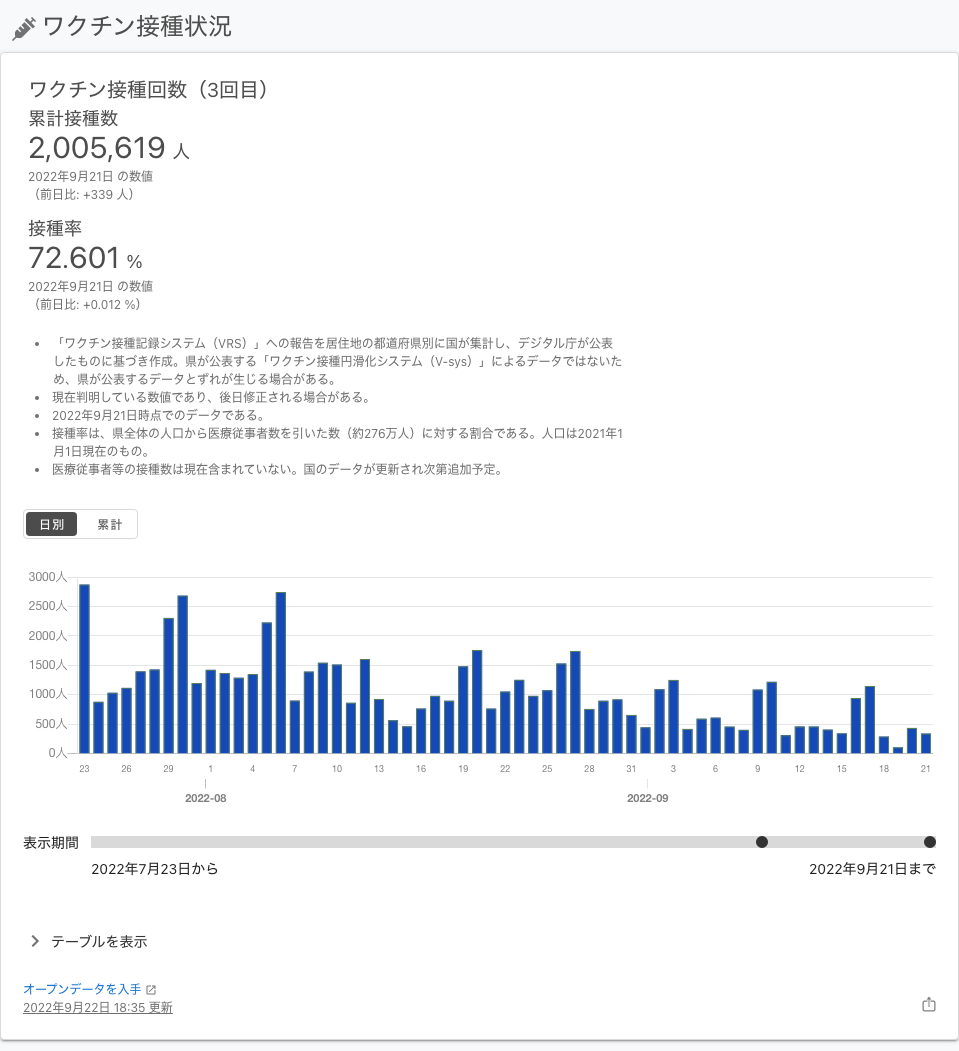 ワクチン接種状況
ワクチン接種回数（3回目）
累計接種数
2,005,619 人
2022年9月21日 の数値
（前日比: +339 人）
接種率
72.601 %
2022年9月21日 の数値
（前日比: +0.012 %）
• 「ワクチン接種記録システム（VRS）」への報告を居住地の都道府県別に国が集計し、デジタル庁が公表
したものに基づき作成。県が公表する「ワクチン接種円滑化システム（V-sys）」によるデータではないた
め、県が公表するデータとずれが生じる場合がある。
• 現在判明している数値であり、後日修正される場合がある。
• 2022年9月21日時点でのデータである。
• 接種率は、県全体の人口から医療従事者数を引いた数（約276万人）に対する割合である。人口は2021年1
月1日現在のもの。
• 医療従事者等の接種数は現在含まれていない。国のデータが更新され次第追加予定。
日別 累計
3000人
2500人
2000人
1500人
1000人
500人
0人
23 26 29 1 4 7 10 13 16 19 22 25 28 31 3 6 9 12 15 18 21
2022-08 2022-09
表示期間
2022年7月23日から 2022年9月21日まで
テーブルを表示
オープンデータを入手
2022年9月22日 18:35 更新